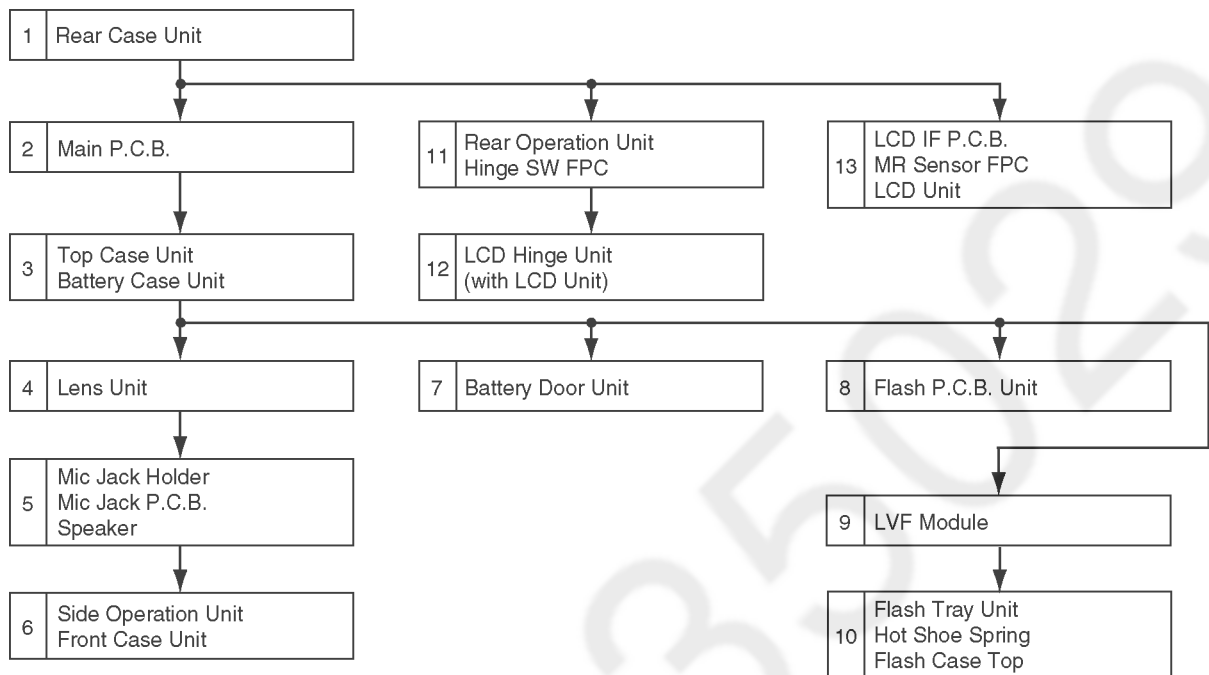 1 Rear Case Unit
2 Main P.C.B.
11 Rear Operation Unit
Hinge SW FPC
13 LCD IF P.C.B.
MR Sensor FPC
LCD Unit
3 Top Case Unit
Battery Case Unit
12 LCD Hinge Unit
(with LCD Unit)
4 Lens Unit
7 Battery Door Unit
8 Flash P.C.B. Unit
5 Mic Jack Holder
Mic Jack P.C.B.
Speaker
9 LVF Module
6 Side Operation Unit
Front Case Unit
10 Flash Tray Unit
Hot Shoe Spring
Flash Case Top